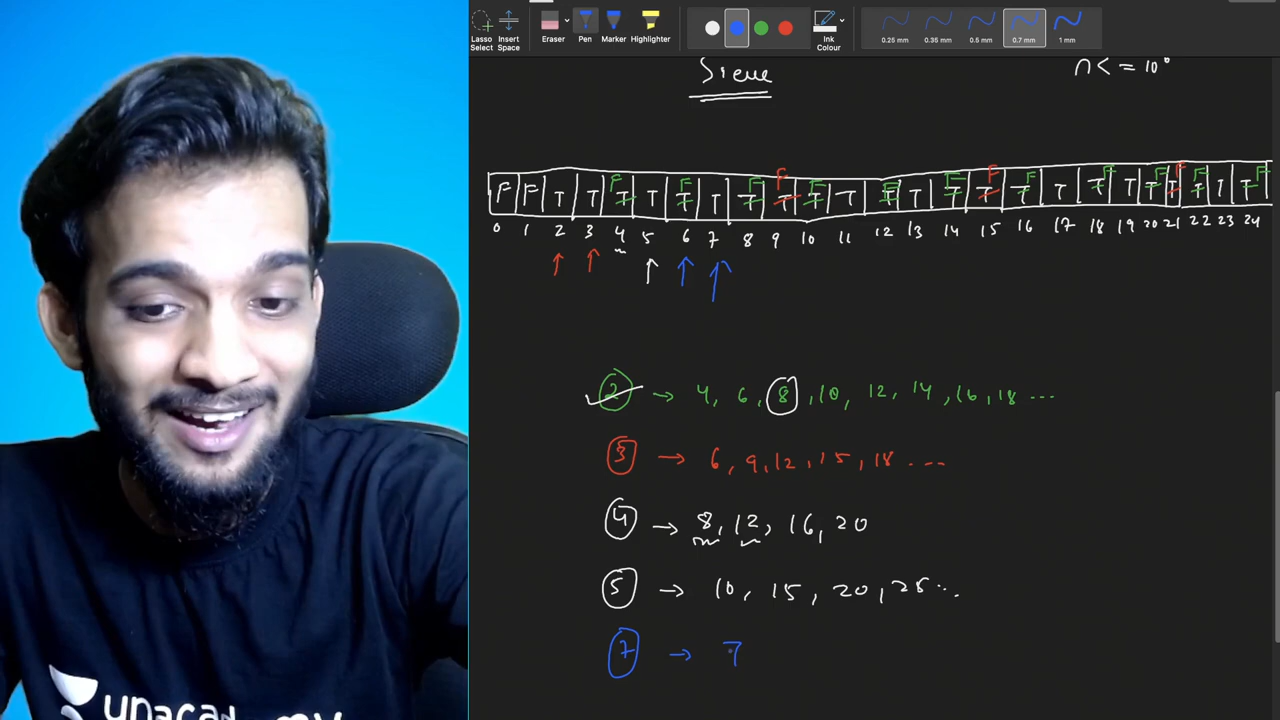 Lasso Select
Insert Space
Eraser
Pen
Marker
Highlighter
Ink Colour
0.25 mm
0.35 mm
0.5 mm
0.7 mm
1 mm
Sieve
n <= 10
F F T T F T F T F F F T F T F F F T F T F F F T F
0 1 2 3 4 5 6 7 8 9 10 11 12 13 14 15 16 17 18 19 20 21 22 23 24
2 → 4, 6, 8, 10, 12, 14, 16, 18 ...
3 → 6, 9, 12, 15, 18 ....
4 → 8, 12, 16, 20
5 → 10, 15, 20, 25...
7 → 7
unacademy